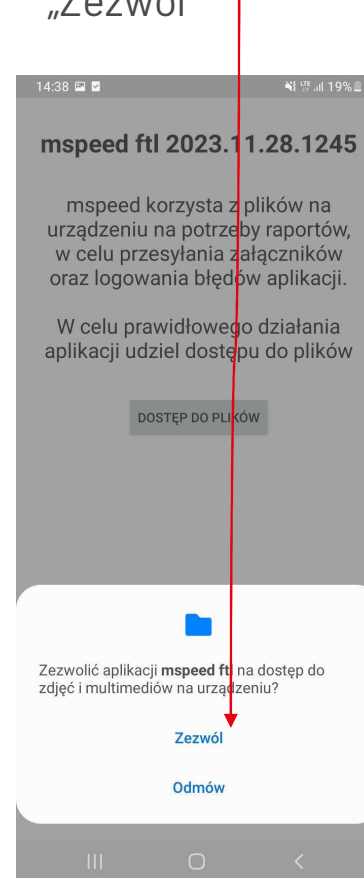 „Zezwól
14:38 LTE 19%
mspeed ftl 2023.11.28.1245
mspeed korzysta z plików na
urządzeniu na potrzeby raportów,
w celu przesyłania załączników
oraz logowania błędów aplikacji.
W celu prawidłowego działania
aplikacji udziel dostępu do plików
DOSTĘP DO PLIKÓW
Zezwolić aplikacji mspeed ftl na dostęp do
zdjęć i multimediów na urządzeniu?
Zezwól
Odmów